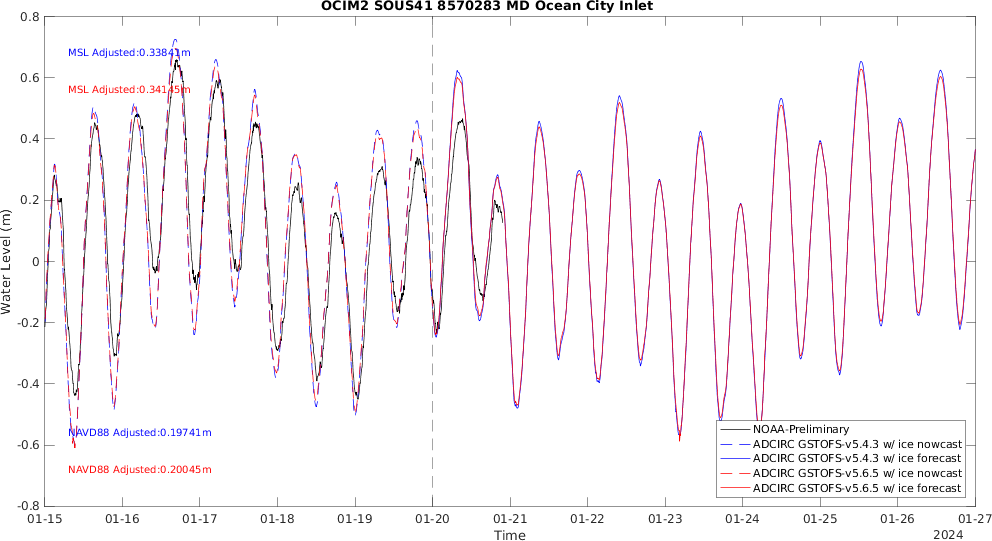 OCIM2 SOUS41 8570283 MD Ocean City Inlet
0.8
0.6
0.4
0.2
0
-0.2
-0.4
-0.6
-0.8
Water Level (m)
MSL Adjusted:0.33841m
MSL Adjusted:0.34145m
NAVD88 Adjusted:0.19741m
NAVD88 Adjusted:0.20045m
NOAA-Preliminary
ADCIRC GSTOFS-v5.4.3 w/ ice nowcast
ADCIRC GSTOFS-v5.4.3 w/ ice forecast
ADCIRC GSTOFS-v5.6.5 w/ ice nowcast
ADCIRC GSTOFS-v5.6.5 w/ ice forecast
01-15 01-16 01-17 01-18 01-19 01-20 01-21 01-22 01-23 01-24 01-25 01-26 01-27
Time
2024